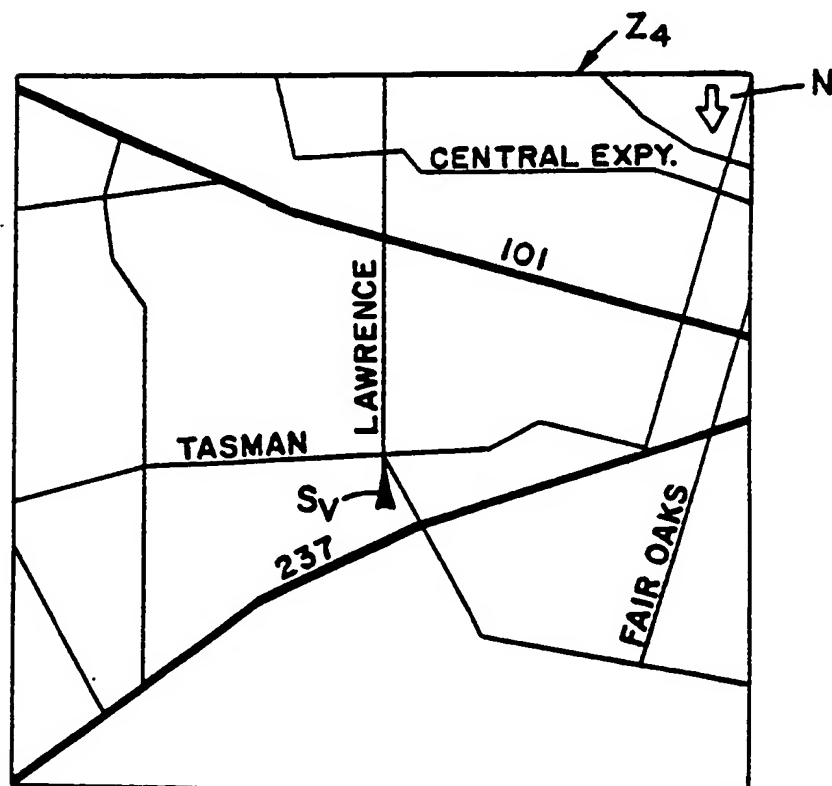 Z4
N
CENTRAL EXPY.
101
LAWRENCE
TASMAN
SV
237
FAIR OAKS